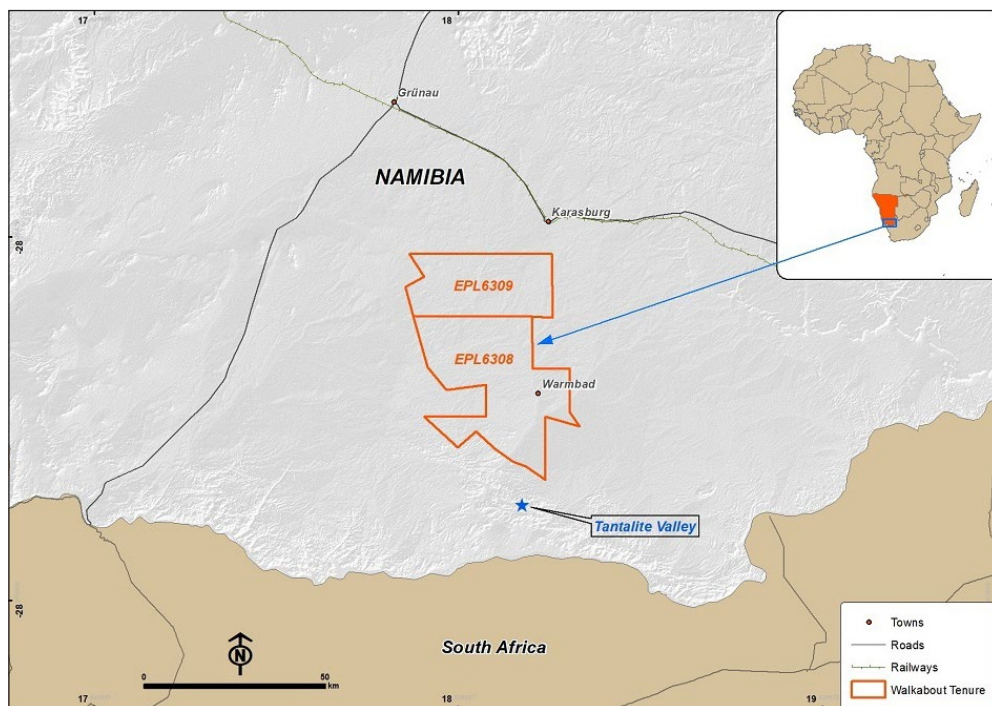 17
18
Grünau
NAMIBIA
Karasburg
-28
EPL6309
EPL6308
Warmbad
Tantalite Valley
-28
South Africa
N
0
50
km
17
18
19
Towns
Roads
Railways
Walkabout Tenure